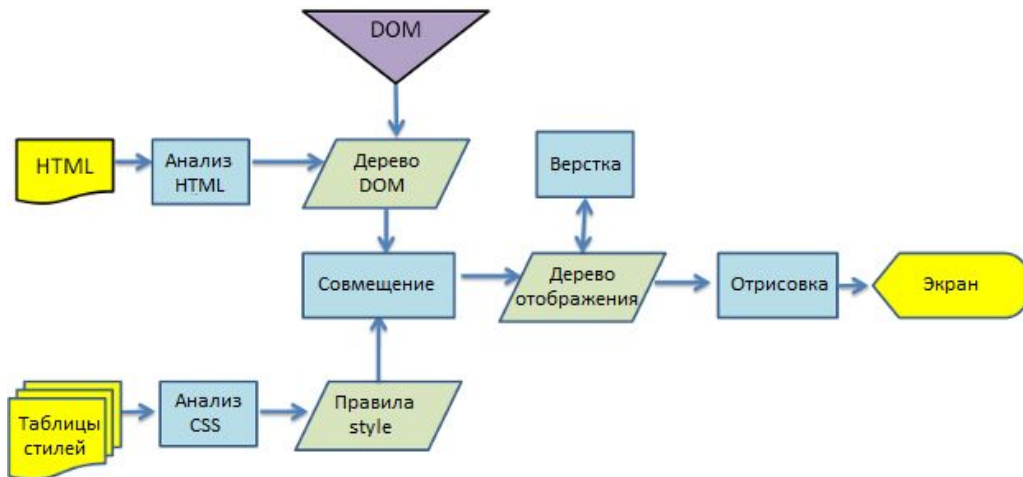 DOM
HTML
Анализ
HTML
Дерево
DOM
Верстка
Совмещение
Дерево
отображения
Отрисовка
Экран
Таблицы
стилей
Анализ
CSS
Правила
style